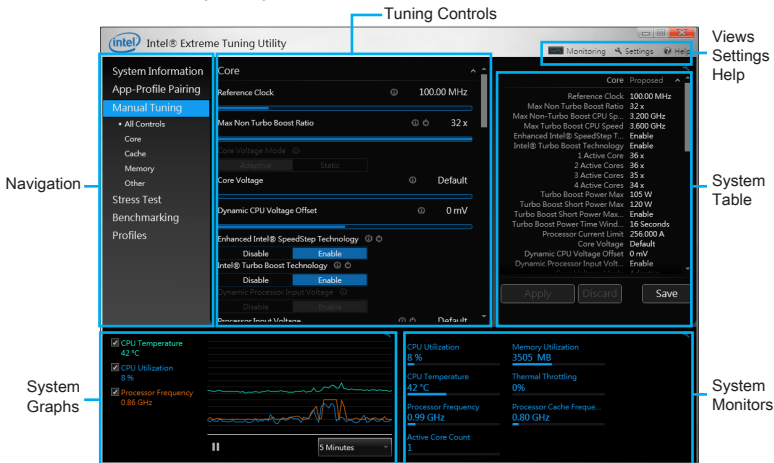 Tuning Controls
Views
Settings
Help
Navigation
System
Table
System
Graphs
System
Monitors
intel Intel® Extreme Tuning Utility
Monitoring Settings Help
System Information
App-Profile Pairing
Manual Tuning
• All Controls
Core
Cache
Memory
Other
Stress Test
Benchmarking
Profiles
Core
Reference Clock 100.00 MHz
Max Non Turbo Boost Ratio 32 x
Core Voltage Mode
Adaptive Static
Core Voltage Default
Dynamic CPU Voltage Offset 0 mV
Enhanced Intel® SpeedStep Technology
Disable Enable
Intel® Turbo Boost Technology
Disable Enable
Dynamic Processor Input Voltage
Disable Enable
Processor Input Voltage Default
Core Proposed
Reference Clock 100.00 MHz
Max Non Turbo Boost Ratio 32 x
Max Non-Turbo Boost CPU Sp... 3.200 GHz
Max Turbo Boost CPU Speed 3.600 GHz
Enhanced Intel® SpeedStep T... Enable
Intel® Turbo Boost Technology Enable
1 Active Core 36 x
2 Active Cores 36 x
3 Active Cores 35 x
4 Active Cores 34 x
Turbo Boost Power Max 105 W
Turbo Boost Short Power Max 120 W
Turbo Boost Short Power Max... Enable
Turbo Boost Power Time Wind... 16 Seconds
Processor Current Limit 256.000 A
Core Voltage Default
Dynamic CPU Voltage Offset 0 mV
Dynamic Processor Input Volt... Enable
Core Voltage Mode Adaptive
Apply Discard Save
CPU Temperature
42 °C
CPU Utilization
8 %
Processor Frequency
0.86 GHz
5 Minutes
CPU Utilization
8 %
Memory Utilization
3505 MB
CPU Temperature
42 °C
Thermal Throttling
0%
Processor Frequency
0.99 GHz
Processor Cache Freque...
0.80 GHz
Active Core Count
1